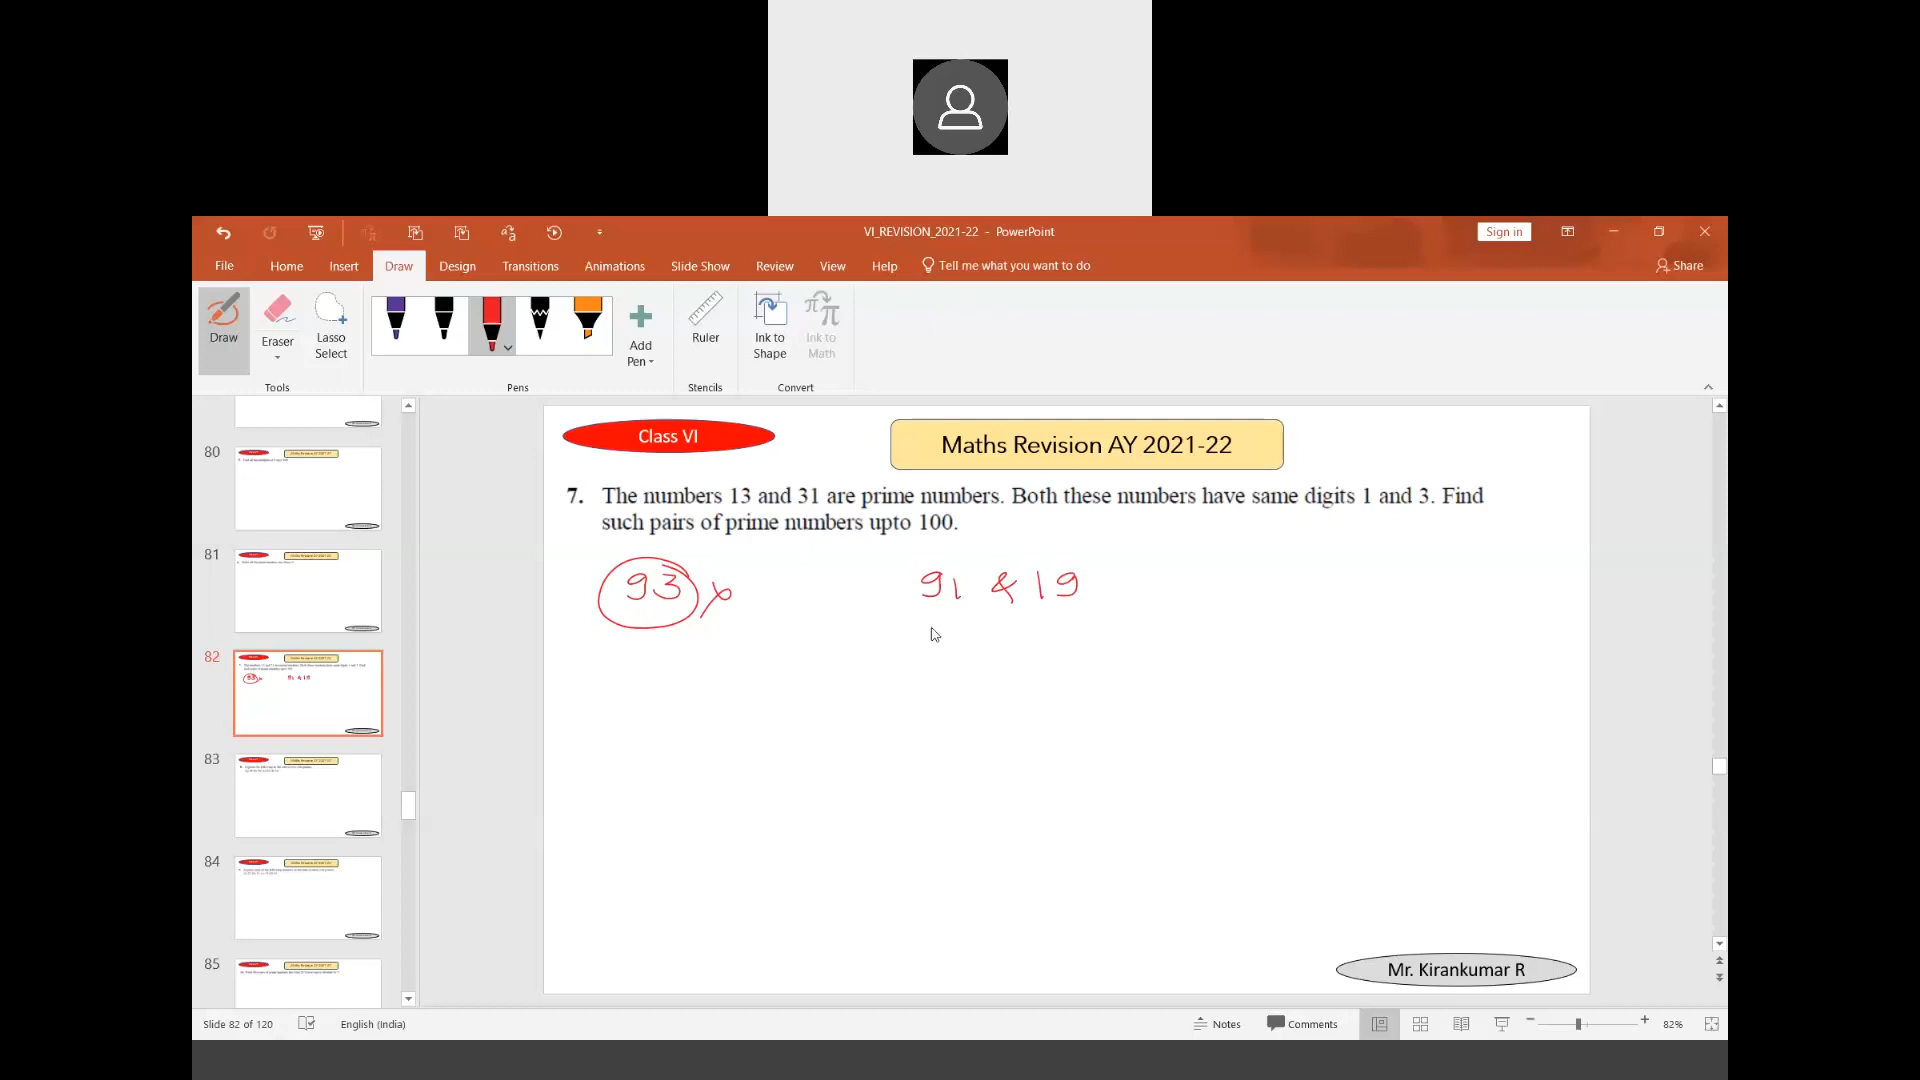 VI_REVISION_2021-22 - PowerPoint
Sign in
File Home Insert Draw Design Transitions Animations Slide Show Review View Help Tell me what you want to do Share
Draw
Eraser
Lasso Select
Add Pen
Ruler
Ink to Shape
Ink to Math
Tools Pens Stencils Convert
80
81
82
83
84
85
Class VI
Maths Revision AY 2021-22
7. The numbers 13 and 31 are prime numbers. Both these numbers have same digits 1 and 3. Find
such pairs of prime numbers upto 100.
93 x 91 & 19
Mr. Kirankumar R
Slide 82 of 120 English (India) Notes Comments 82%